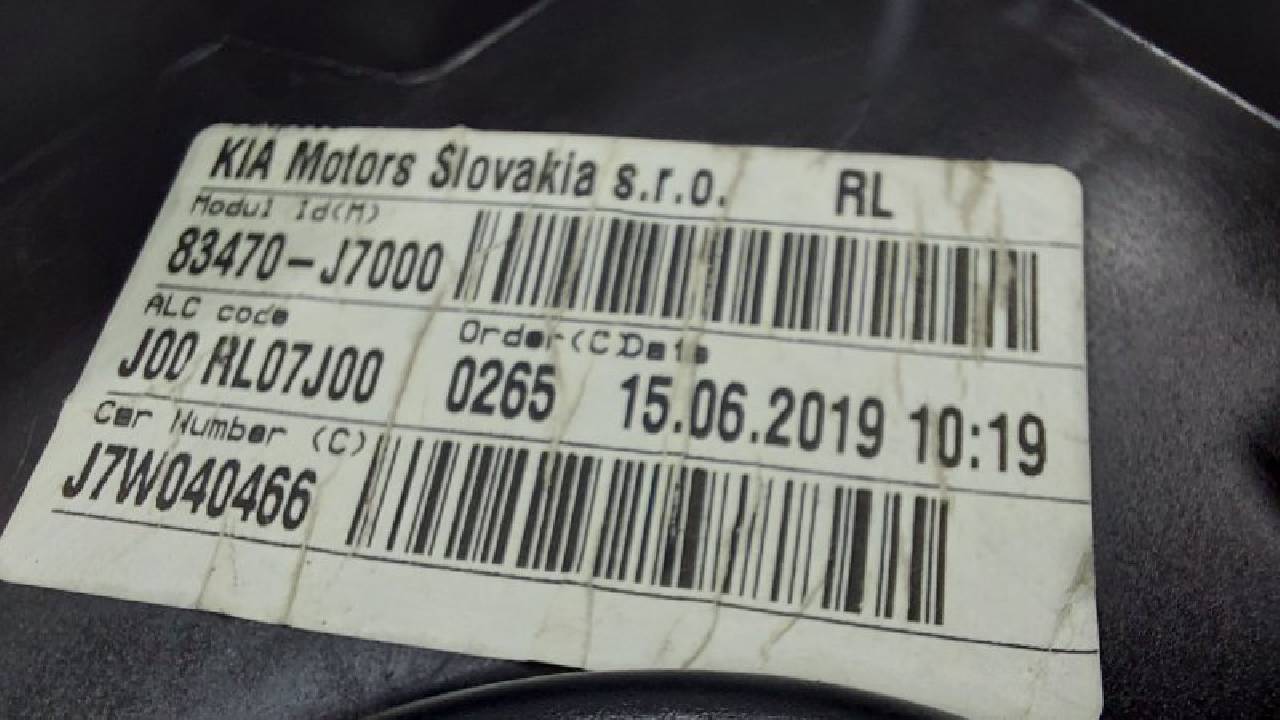 KIA Motors Slovakia s.r.o. RL
Modul Id(M)
83470-J7000
ALC code
Order(C)Date
J00 RL07J00 0265 15.06.2019 10:19
Car Number (C)
J7W040466